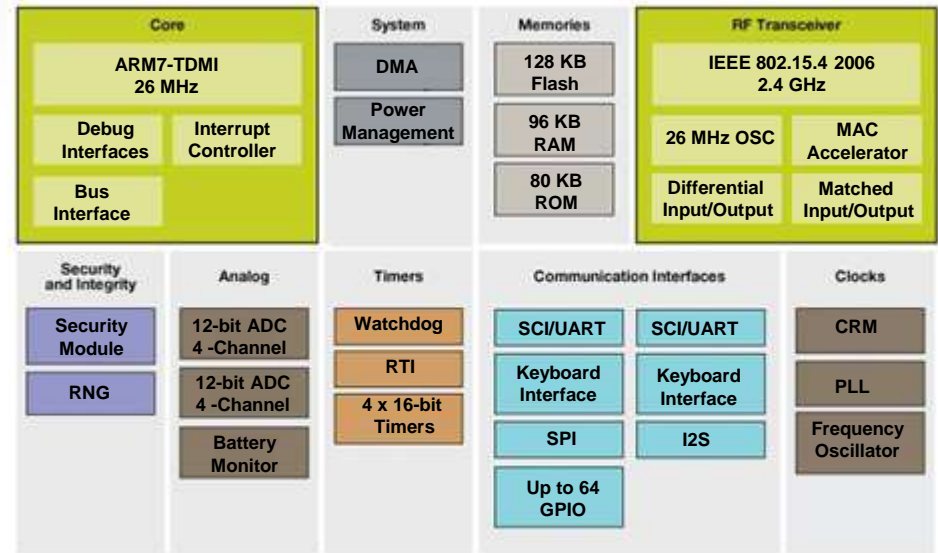 Core
ARM7-TDMI
26 MHz
Debug
Interfaces
Interrupt
Controller
Bus
Interface
System
DMA
Power
Management
Memories
128 KB
Flash
96 KB
RAM
80 KB
ROM
RF Transceiver
IEEE 802.15.4 2006
2.4 GHz
26 MHz OSC
MAC
Accelerator
Differential
Input/Output
Matched
Input/Output
Security
and Integrity
Security
Module
RNG
Analog
12-bit ADC
4 -Channel
12-bit ADC
4 -Channel
Battery
Monitor
Timers
Watchdog
RTI
4 x 16-bit
Timers
Communication Interfaces
SCI/UART
SCI/UART
Keyboard
Interface
Keyboard
Interface
SPI
I2S
Up to 64
GPIO
Clocks
CRM
PLL
Frequency
Oscillator